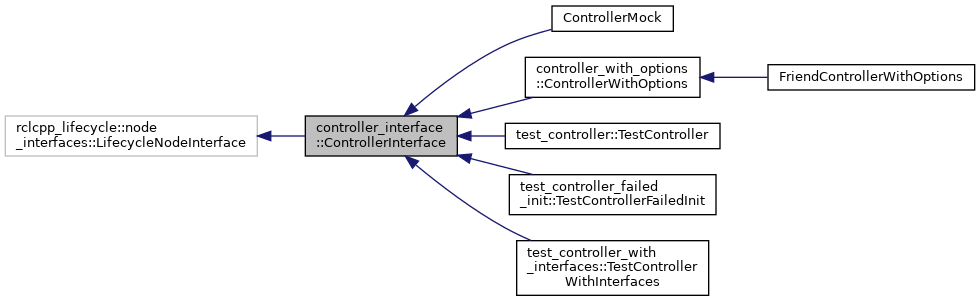 rclcpp_lifecycle::node
_interfaces::LifecycleNodeInterface
controller_interface
::ControllerInterface
ControllerMock
controller_with_options
::ControllerWithOptions
FriendControllerWithOptions
test_controller::TestController
test_controller_failed
_init::TestControllerFailedInit
test_controller_with
_interfaces::TestController
WithInterfaces